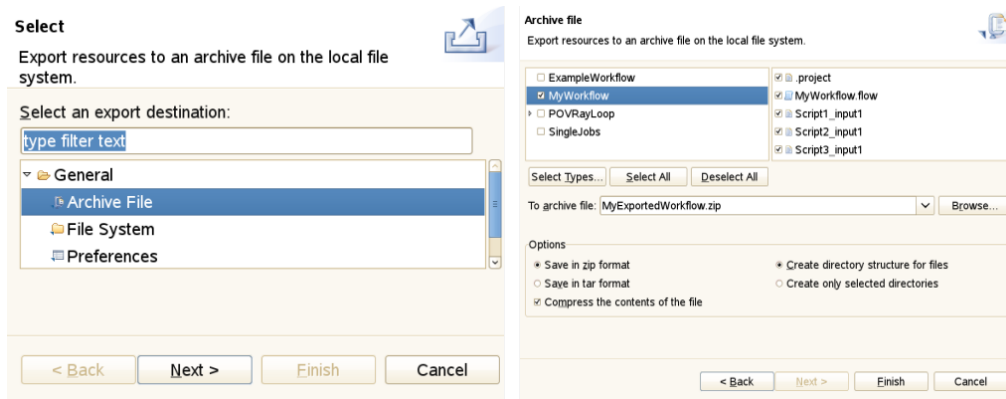 Select
Export resources to an archive file on the local file
system.
Select an export destination:
type filter text
General
Archive File
File System
Preferences
< Back
Next >
Finish
Cancel
Archive file
Export resources to an archive file on the local file system.
ExampleWorkflow
MyWorkflow
POVRayLoop
SingleJobs
.project
MyWorkflow.flow
Script1_input1
Script2_input1
Script3_input1
Select Types...
Select All
Deselect All
To archive file:
MyExportedWorkflow.zip
Browse...
Options
Save in zip format
Save in tar format
Compress the contents of the file
Create directory structure for files
Create only selected directories
< Back
Next >
Finish
Cancel